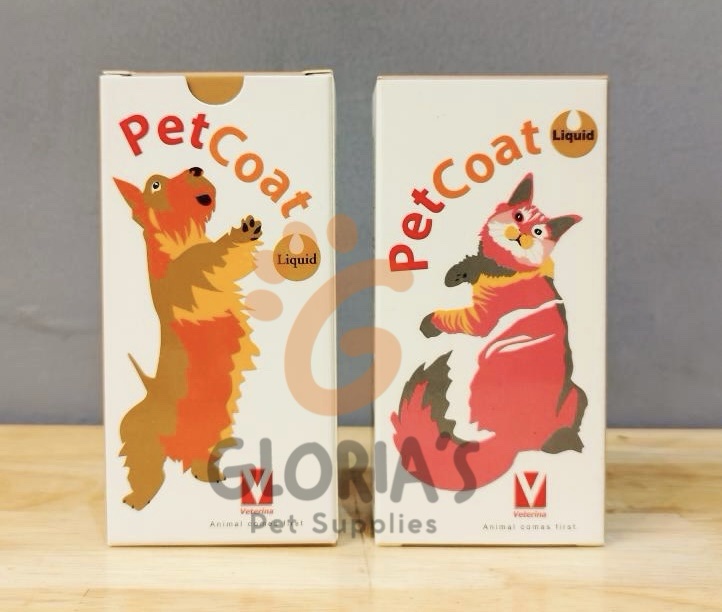 PetCoat
Liquid
V
Veterina
Animal comes first.
PetCoat
Liquid
V
Veterina
Animal comes first.
G
GLORIA'S
Pet Supplies